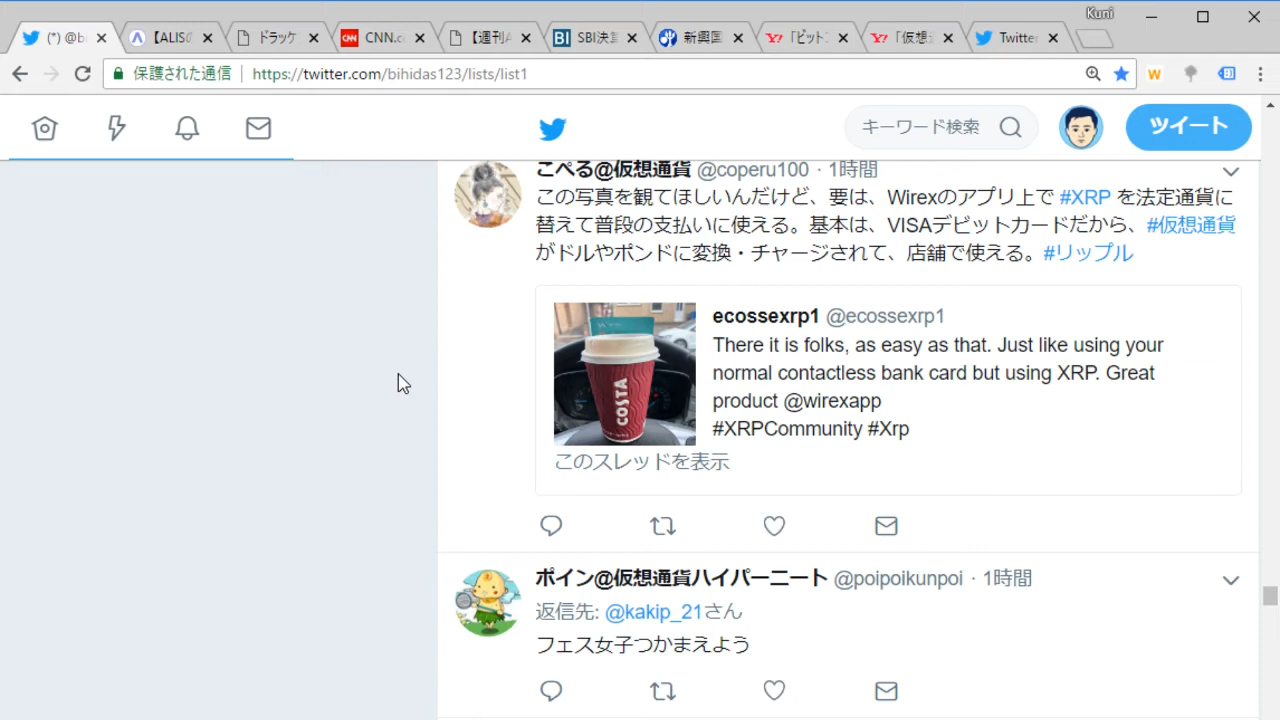 Kuni
(*) @b
【ALIS
ドラッケ
CNN
CNN.c
【週刊
BI
SBI決
新興国
Y!
「ビット
Y!
「仮想
Twitter
保護された通信
https://twitter.com/bihidas123/lists/list1
W
キーワード検索
ツイート
こぺる@仮想通貨 @coperu100 · 1時間
この写真を観てほしいんだけど、要は、Wirexのアプリ上で #XRP を法定通貨に
替えて普段の支払いに使える。基本は、VISAデビットカードだから、#仮想通貨
がドルやポンドに変換・チャージされて、店舗で使える。#リップル
COSTA
ecossexrp1 @ecossexrp1
There it is folks, as easy as that. Just like using your
normal contactless bank card but using XRP. Great
product @wirexapp
#XRPCommunity #Xrp
このスレッドを表示
ポイン@仮想通貨ハイパーニート @poipoikunpoi · 1時間
返信先: @kakip_21さん
フェス女子つかまえよう